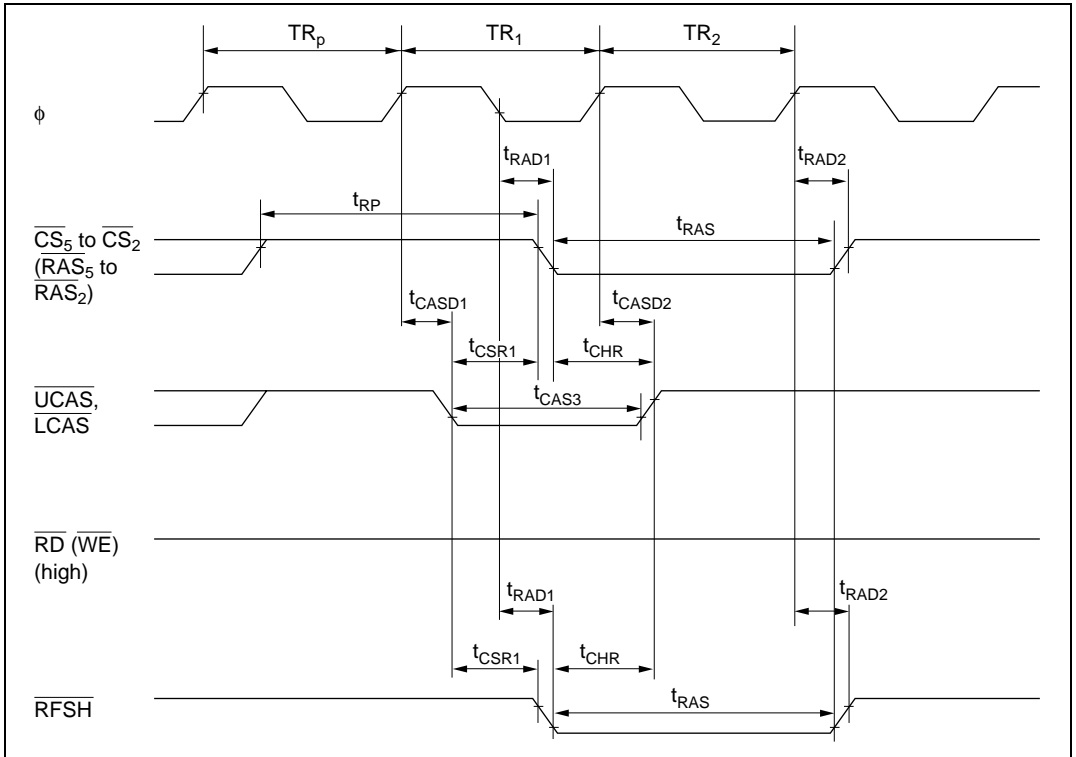 TRp TR1 TR2
φ
tRAD1 tRAD2
tRP
CS5 to CS2
(RAS5 to
RAS2)
tRAS
tCASD1 tCASD2
tCSR1 tCHR
UCAS,
LCAS
tCAS3
RD (WE)
(high)
tRAD1 tRAD2
tCSR1 tCHR
RFSH
tRAS